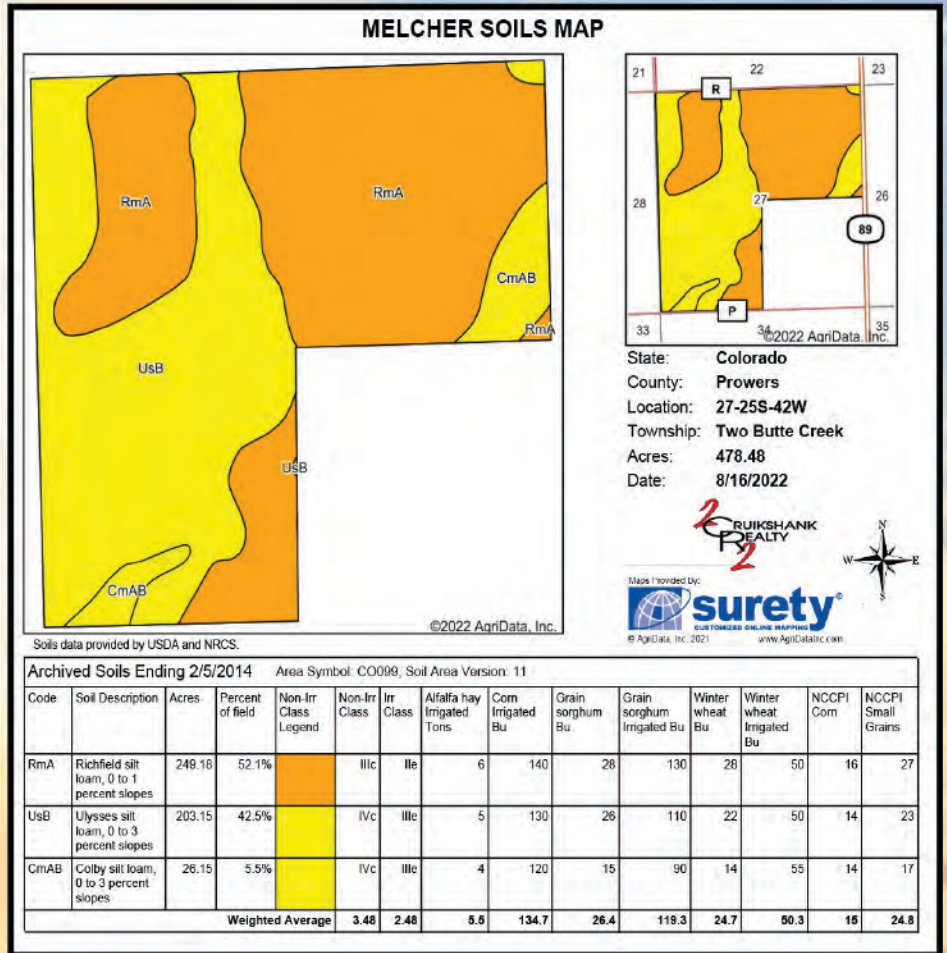 MELCHER SOILS MAP
RmA
RmA
CmAB
RmA
UsB
UsB
CmAB
©2022 AgriData, Inc.
Soils data provided by USDA and NRCS.
21
22
23
R
28
27
26
89
P
33
34
35
©2022 AgriData, Inc.
State: Colorado
County: Prowers
Location: 27-25S-42W
Township: Two Butte Creek
Acres: 478.48
Date: 8/16/2022
2
CRUIKSHANK
REALTY
2
N
W E
S
Maps Provided By:
surety®
CUSTOMIZED ONLINE MAPPING
© AgriData, Inc. 2021 www.AgriDataInc.com
Archived Soils Ending 2/5/2014 Area Symbol: CO099, Soil Area Version: 11
Code Soil Description Acres Percent of field Non-Irr Class Legend Non-Irr Class Irr Class Alfalfa hay Irrigated Tons Corn Irrigated Bu Grain sorghum Bu Grain sorghum Irrigated Bu Winter wheat Bu Winter wheat Irrigated Bu NCCPI Corn NCCPI Small Grains
RmA Richfield silt loam, 0 to 1 percent slopes 249.18 52.1% IIIc IIe 6 140 28 130 28 50 16 27
UsB Ulysses silt loam, 0 to 3 percent slopes 203.15 42.5% IVc IIIe 5 130 26 110 22 50 14 23
CmAB Colby silt loam, 0 to 3 percent slopes 26.15 5.5% IVc IIIe 4 120 15 90 14 55 14 17
Weighted Average 3.48 2.48 5.5 134.7 26.4 119.3 24.7 50.3 15 24.8